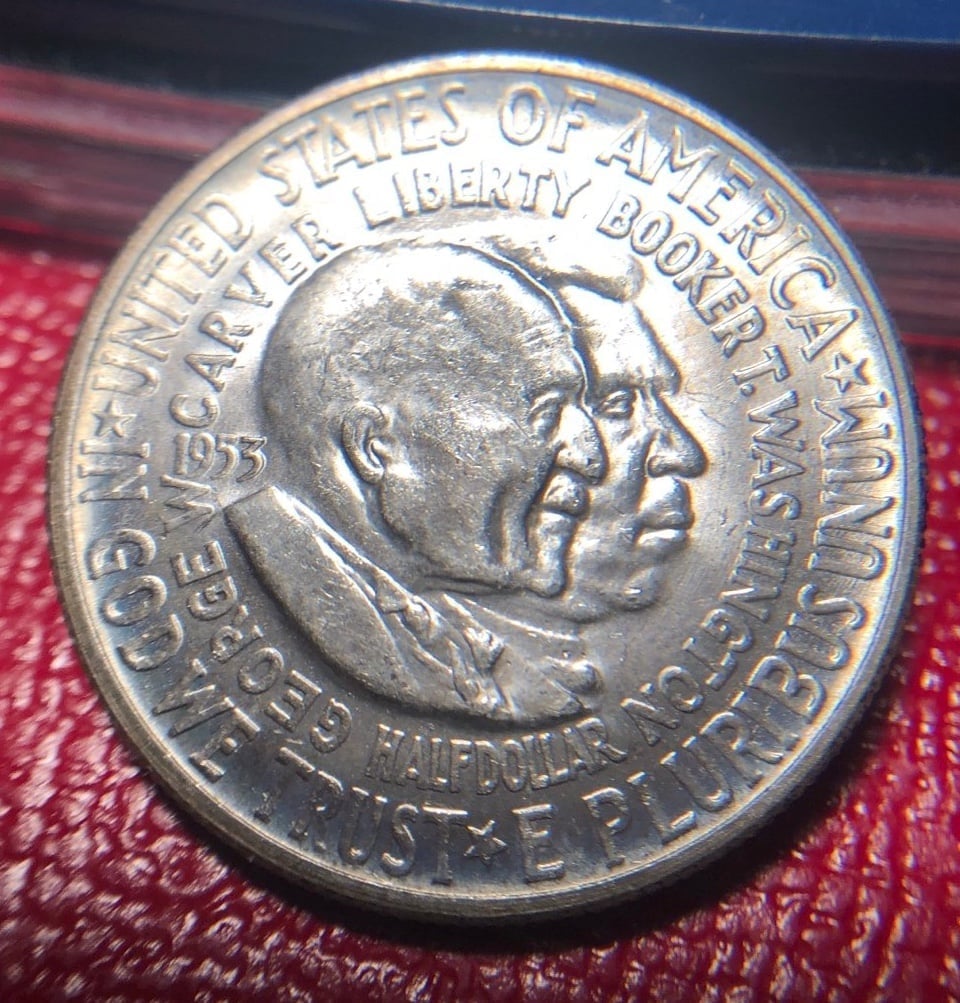 UNITED STATES OF AMERICA ★ E PLURIBUS UNUM ★ IN GOD WE TRUST ★
GEORGE W. CARVER LIBERTY BOOKER T. WASHINGTON
1953
HALF DOLLAR